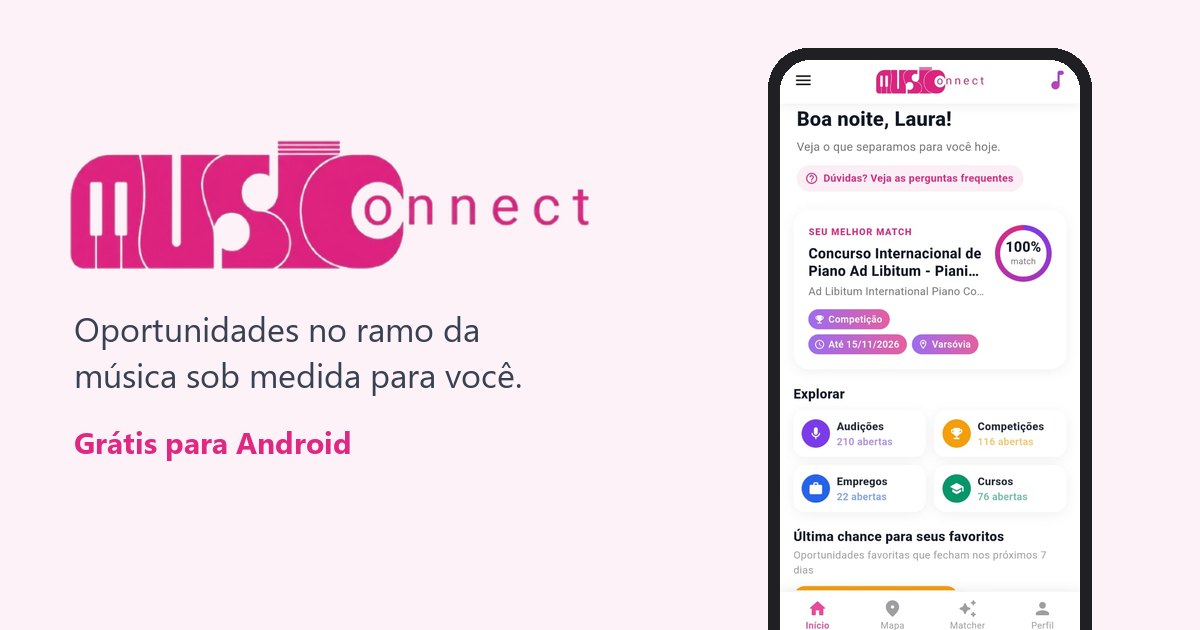 MUSIConnect
Oportunidades no ramo da
música sob medida para você.
Grátis para Android
MUSIConnect
Boa noite, Laura!
Veja o que separamos para você hoje.
Dúvidas? Veja as perguntas frequentes
SEU MELHOR MATCH
Concurso Internacional de
Piano Ad Libitum - Piani...
Ad Libitum International Piano Co...
100%
match
Competição
Até 15/11/2026
Varsóvia
Explorar
Audições
210 abertas
Competições
116 abertas
Empregos
22 abertas
Cursos
76 abertas
Última chance para seus favoritos
Oportunidades favoritas que fecham nos próximos 7
dias
Início
Mapa
Matcher
Perfil